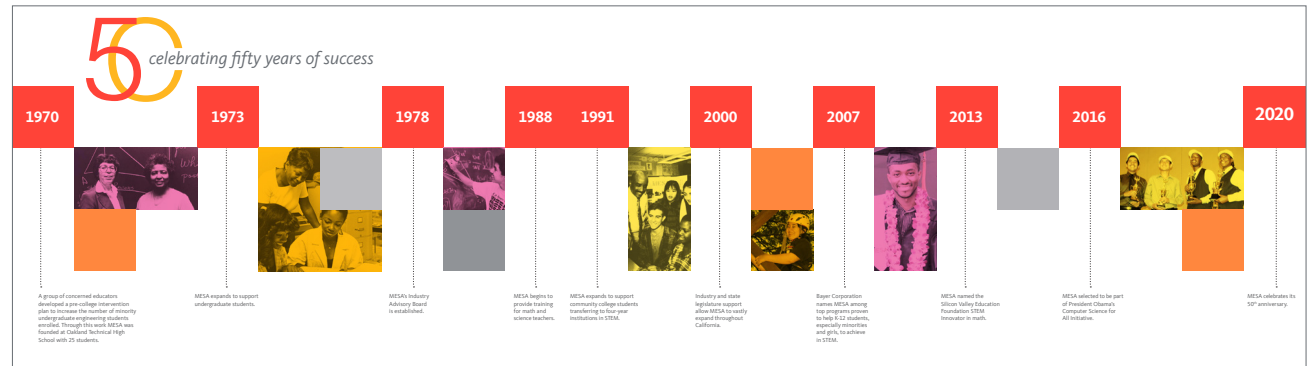 50
celebrating fifty years of success
1970
1973
1978
1988
1991
2000
2007
2013
2016
2020
A group of concerned educators
developed a pre-college intervention
plan to increase the number of minority
undergraduate engineering students
enrolled. Through this work MESA was
founded at Oakland Technical High
School with 25 students.
MESA expands to support
undergraduate students.
MESA's Industry
Advisory Board
is established.
MESA begins to
provide training
for math and
science teachers.
MESA expands to support
community college students
transferring to four-year
institutions in STEM.
Industry and state
legislature support
allow MESA to vastly
expand throughout
California.
Bayer Corporation
names MESA among
top programs proven
to help K-12 students,
especially minorities
and girls, to achieve
in STEM.
MESA named the
Silicon Valley Education
Foundation STEM
Innovator in math.
MESA selected to be part
of President Obama's
Computer Science for
All Initiative.
MESA celebrates its
50th anniversary.